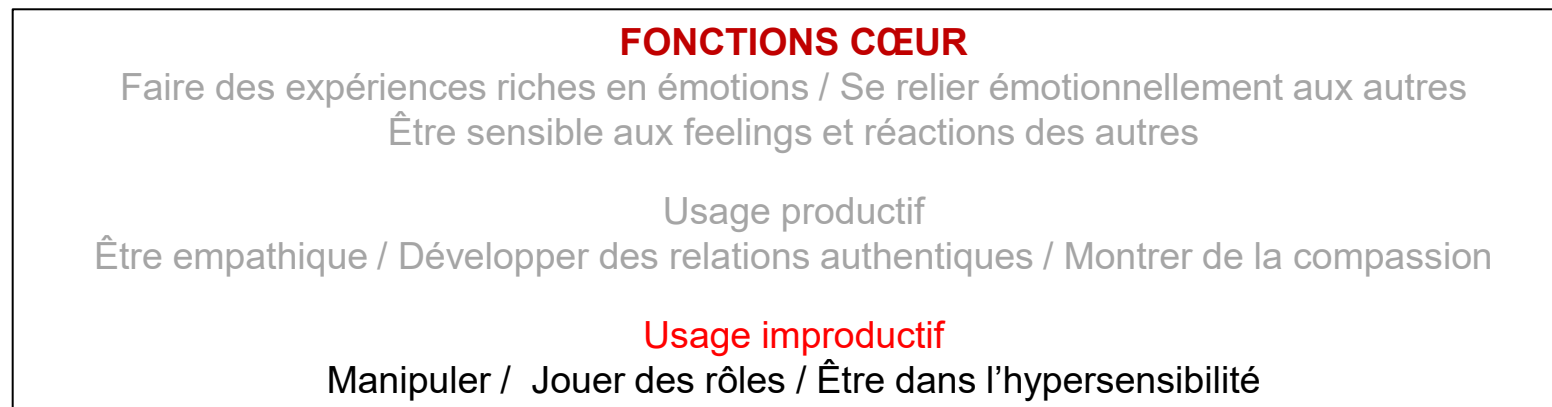 FONCTIONS CŒUR
Faire des expériences riches en émotions / Se relier émotionnellement aux autres
Être sensible aux feelings et réactions des autres
Usage productif
Être empathique / Développer des relations authentiques / Montrer de la compassion
Usage improductif
Manipuler /  Jouer des rôles / Être dans l’hypersensibilité